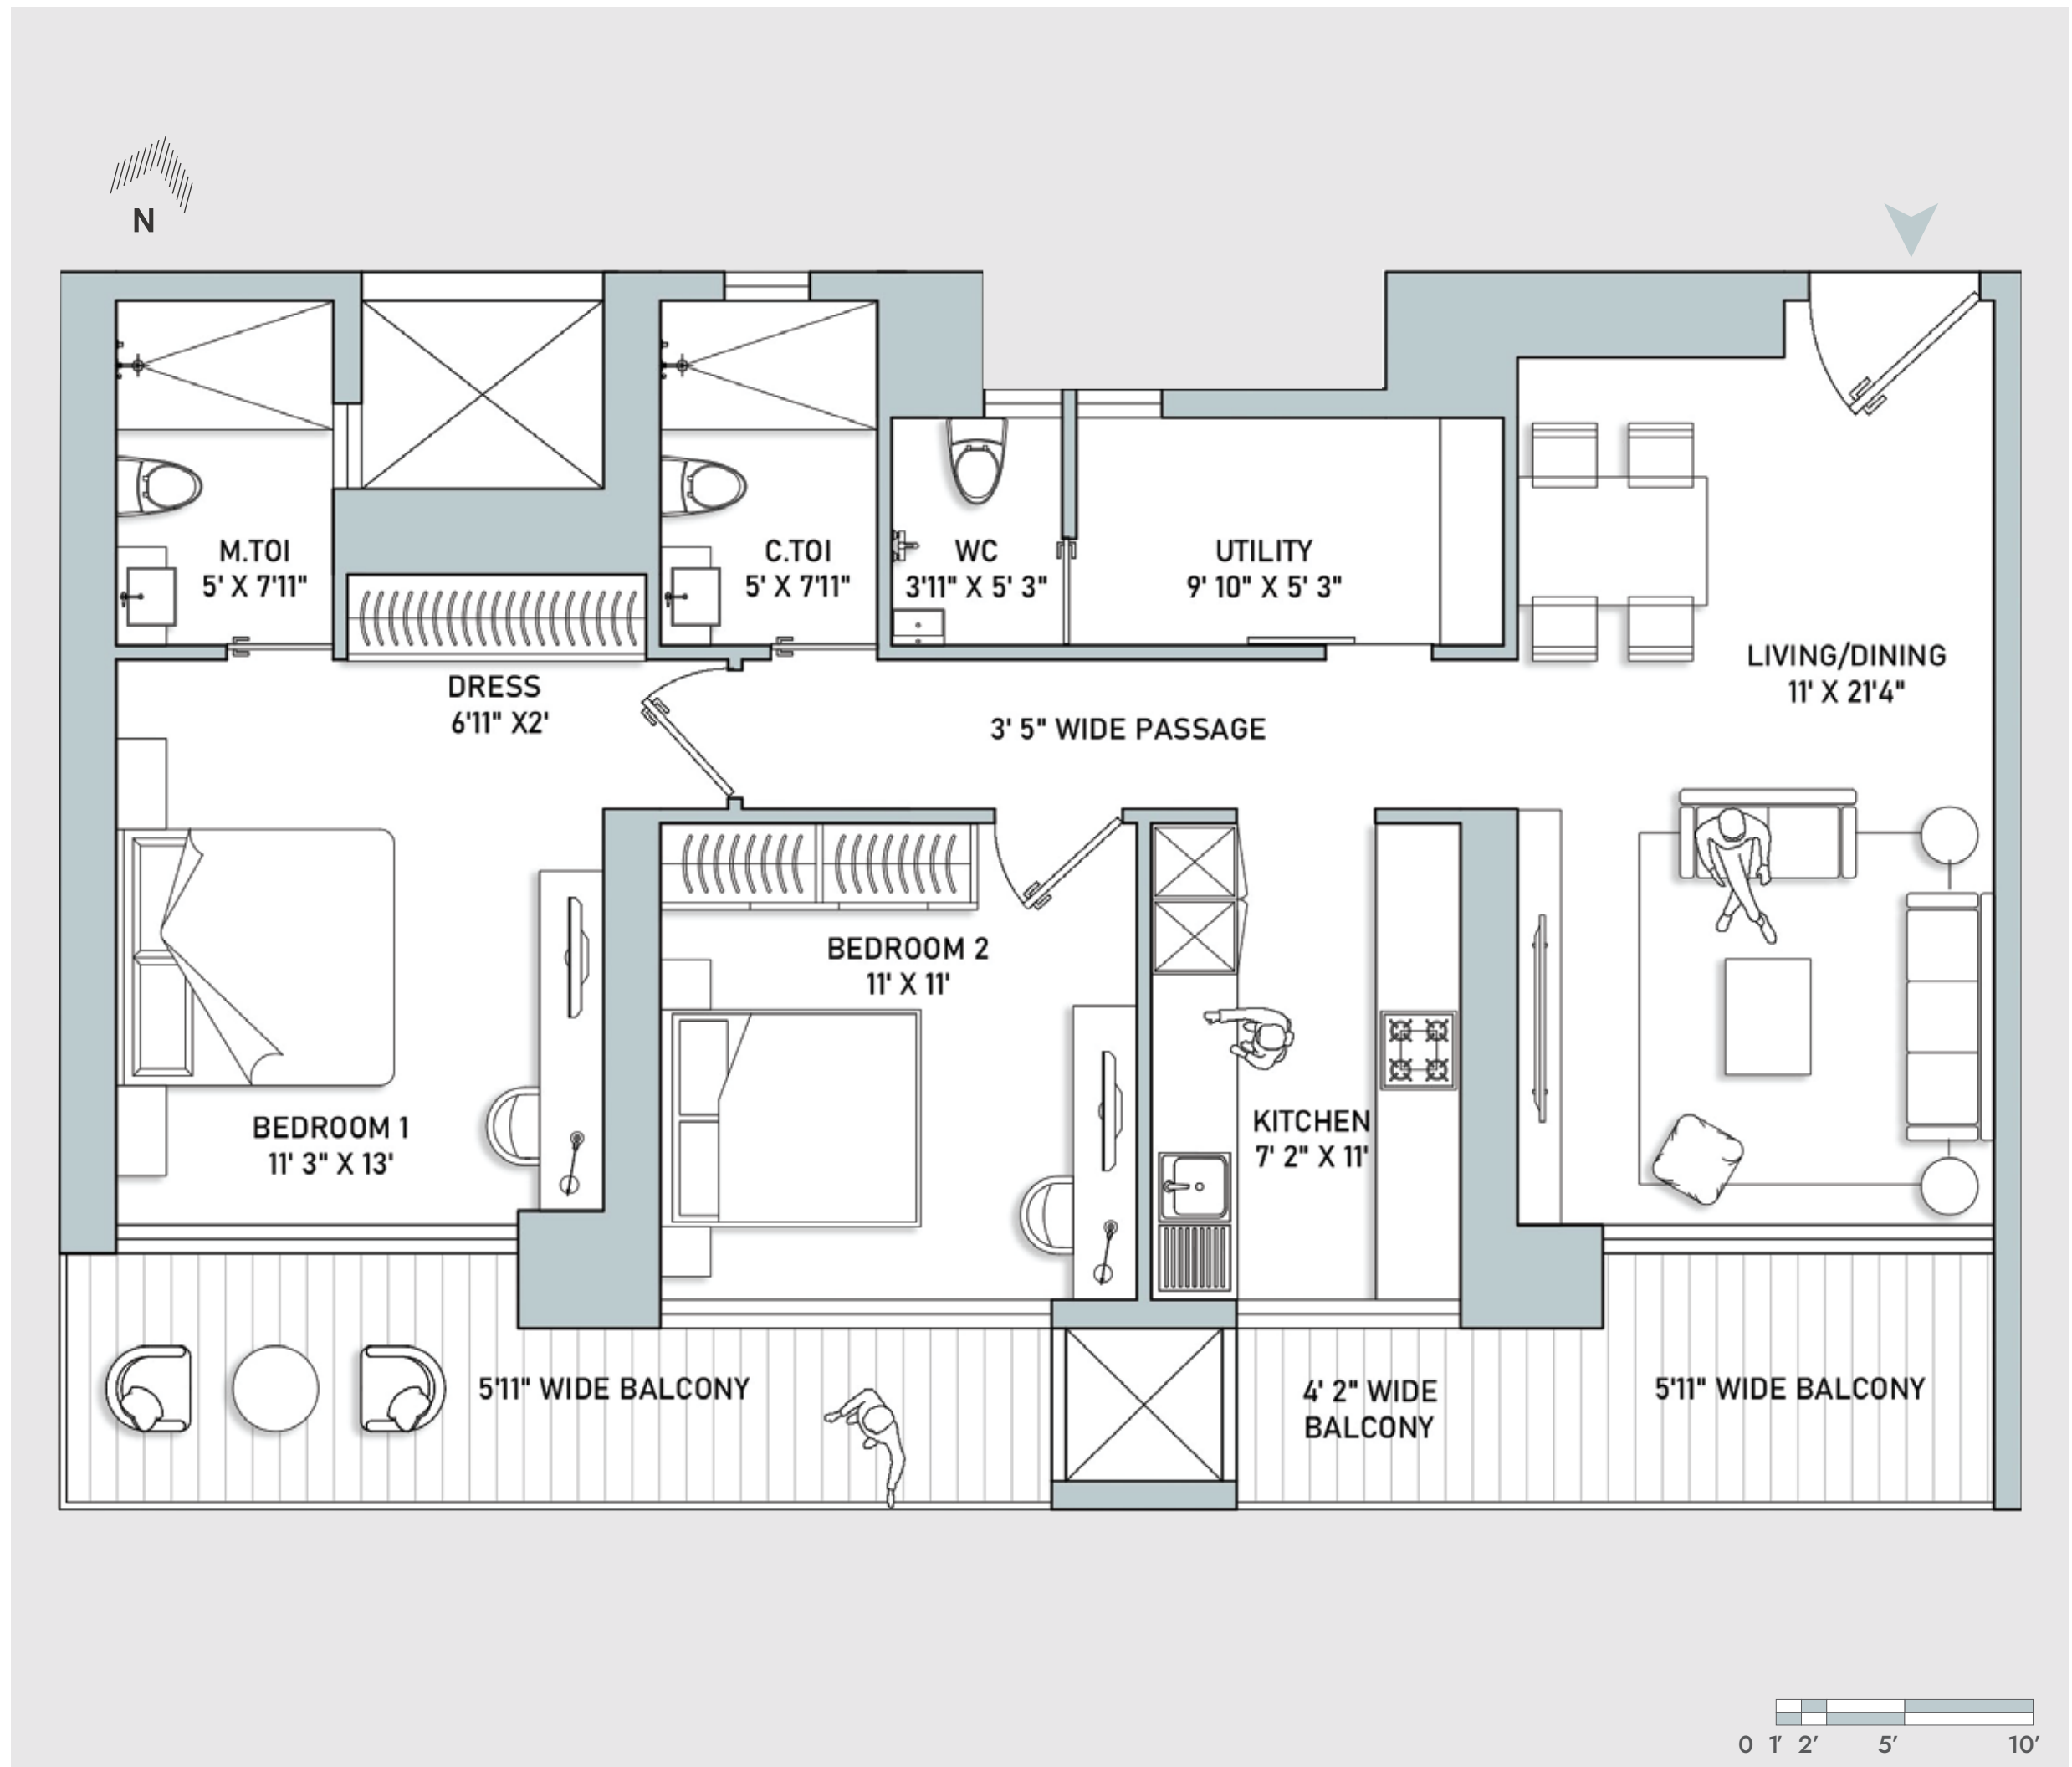 N
M.TOI
5' X 7'11"
C.TOI
5' X 7'11"
WC
3'11" X 5' 3"
UTILITY
9' 10" X 5' 3"
LIVING/DINING
11' X 21'4"
DRESS
6'11" X2'
3' 5" WIDE PASSAGE
BEDROOM 2
11' X 11'
BEDROOM 1
11' 3" X 13'
KITCHEN
7' 2" X 11'
5'11" WIDE BALCONY
4' 2" WIDE
BALCONY
5'11" WIDE BALCONY
0 1' 2' 5' 10'